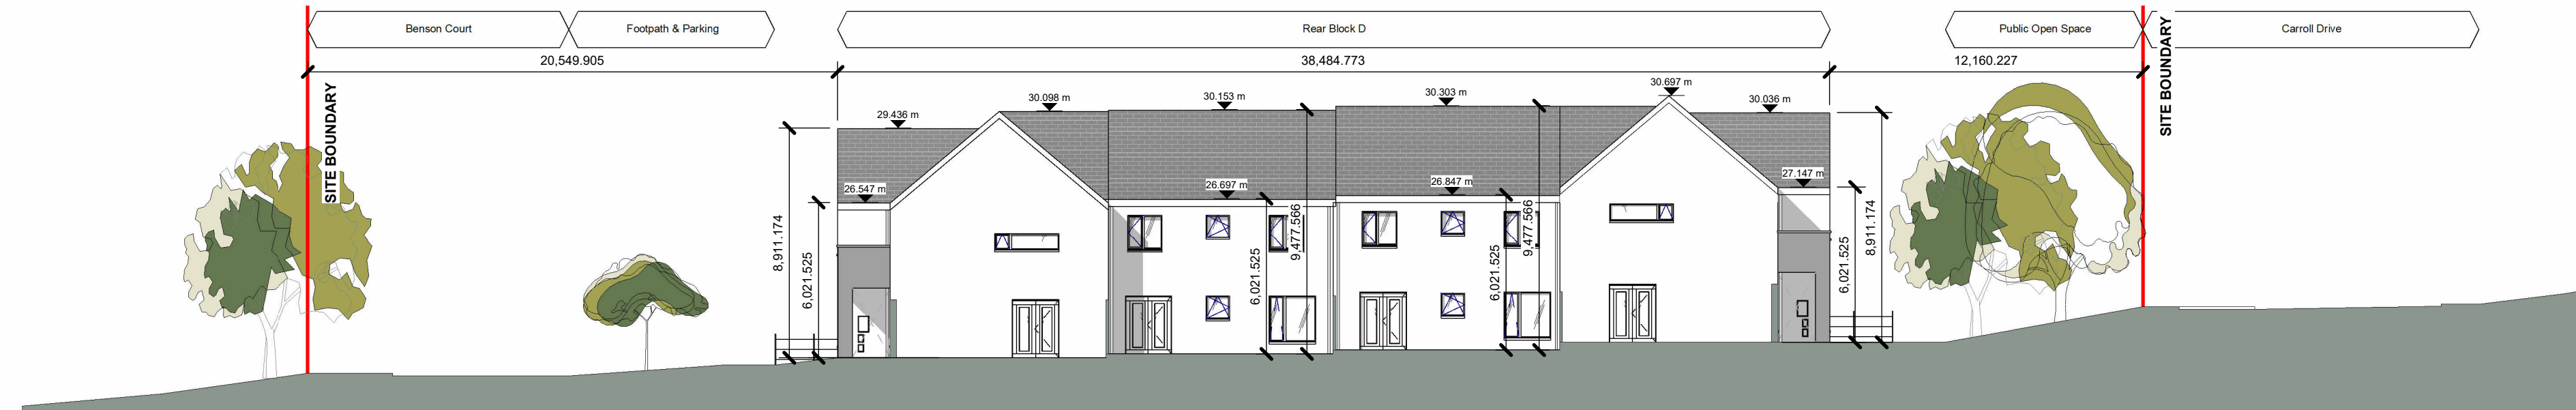 Benson Court
Footpath & Parking
Rear Block D
Public Open Space
Carroll Drive
20,549.905
38,484.773
12,160.227
SITE BOUNDARY
SITE BOUNDARY
29.436 m
30.098 m
30.153 m
30.303 m
30.697 m
30.036 m
26.547 m
26.697 m
26.847 m
27.147 m
8,911.174
6,021.525
6,021.525
9,477.566
6,021.525
9,477.566
6,021.525
8,911.174